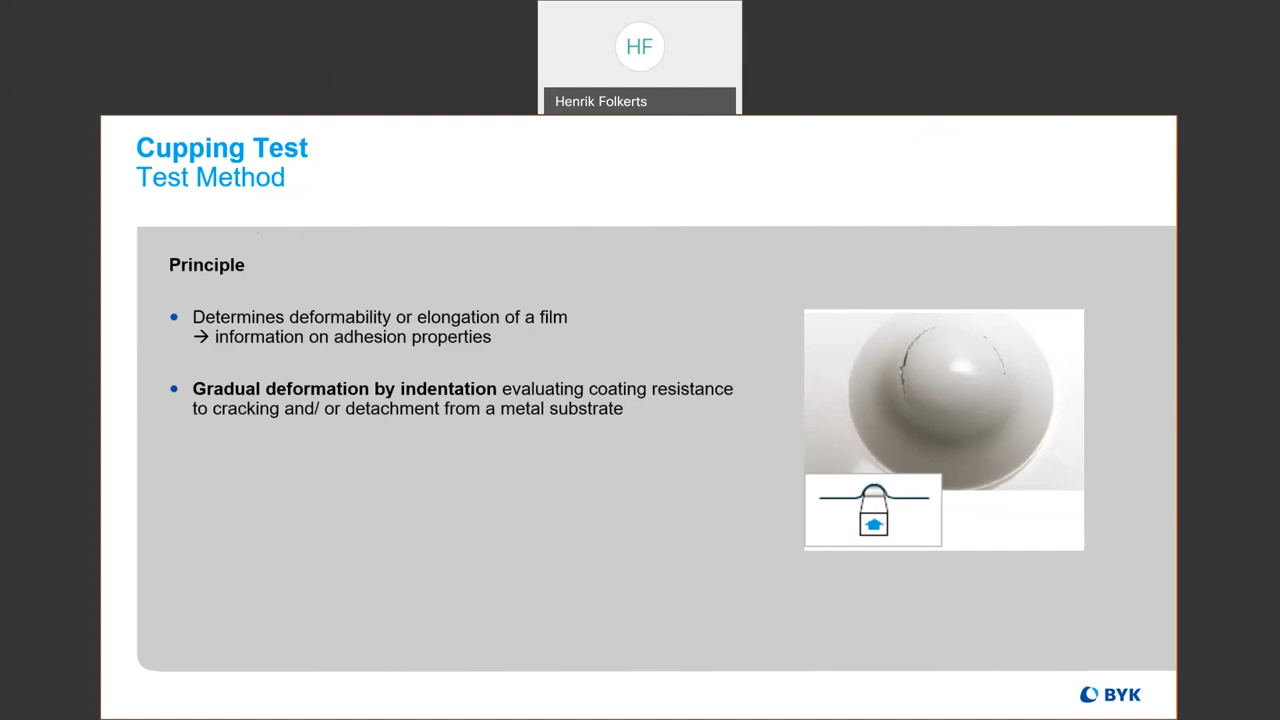 HF
Henrik Folkerts
Cupping Test
Test Method
Principle
• Determines deformability or elongation of a film
→ information on adhesion properties
• Gradual deformation by indentation evaluating coating resistance
to cracking and/ or detachment from a metal substrate
BYK